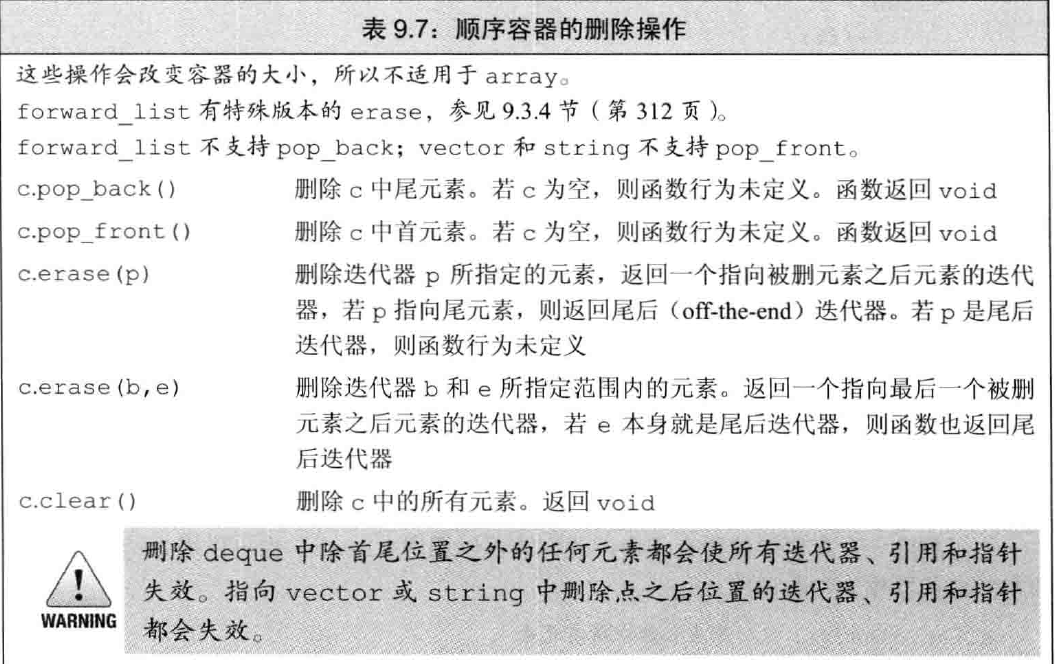 表 9.7：顺序容器的删除操作
这些操作会改变容器的大小，所以不适用于 array。
forward_list 有特殊版本的 erase，参见 9.3.4 节（第 312 页）。
forward_list 不支持 pop_back；vector 和 string 不支持 pop_front。
c.pop_back() 删除 c 中尾元素。若 c 为空，则函数行为未定义。函数返回 void
c.pop_front() 删除 c 中首元素。若 c 为空，则函数行为未定义。函数返回 void
c.erase(p) 删除迭代器 p 所指定的元素，返回一个指向被删元素之后元素的迭代
器，若 p 指向尾元素，则返回尾后（off-the-end）迭代器。若 p 是尾后
迭代器，则函数行为未定义
c.erase(b,e) 删除迭代器 b 和 e 所指定范围内的元素。返回一个指向最后一个被删
元素之后元素的迭代器，若 e 本身就是尾后迭代器，则函数也返回尾
后迭代器
c.clear() 删除 c 中的所有元素。返回 void
删除 deque 中除首尾位置之外的任何元素都会使所有迭代器、引用和指针
失效。指向 vector 或 string 中删除点之后位置的迭代器、引用和指针
都会失效。
WARNING